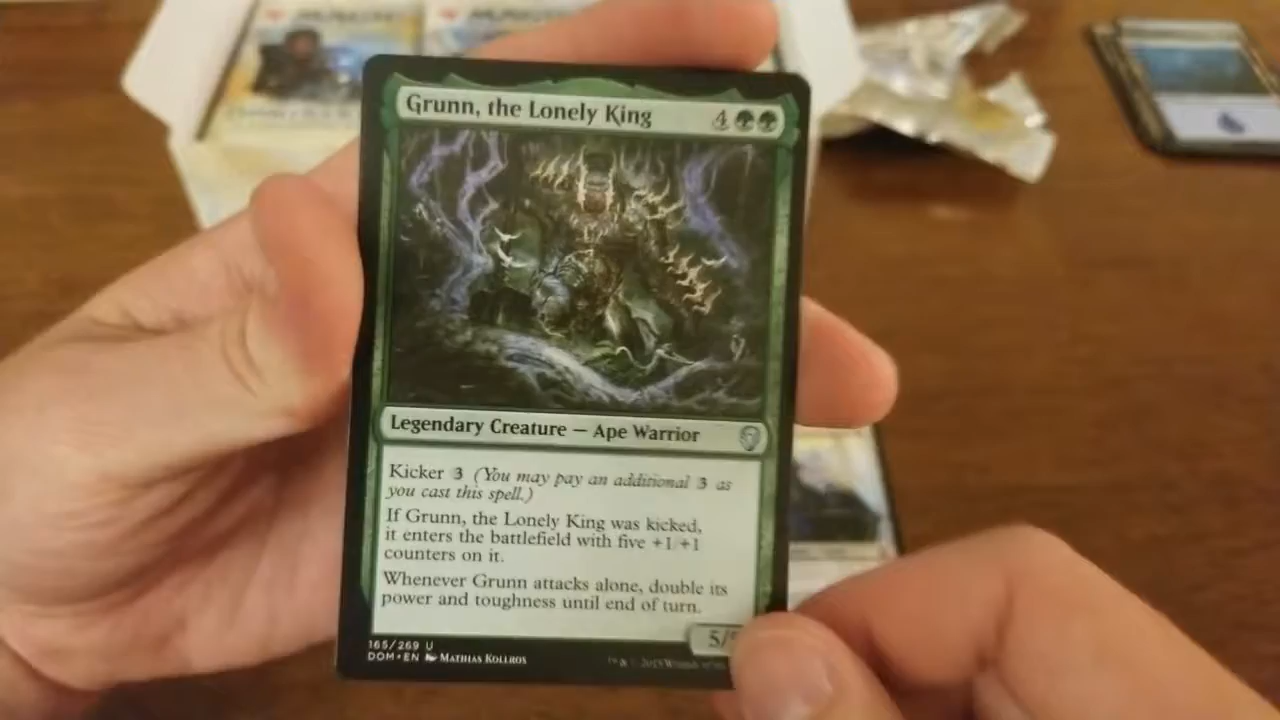 Grunn, the Lonely King 4
Legendary Creature — Ape Warrior
Kicker 3 (You may pay an additional 3 as
you cast this spell.)
If Grunn, the Lonely King was kicked,
it enters the battlefield with five +1/+1
counters on it.
Whenever Grunn attacks alone, double its
power and toughness until end of turn.
5/
165/269 U
DOM • EN Mathias Kollros